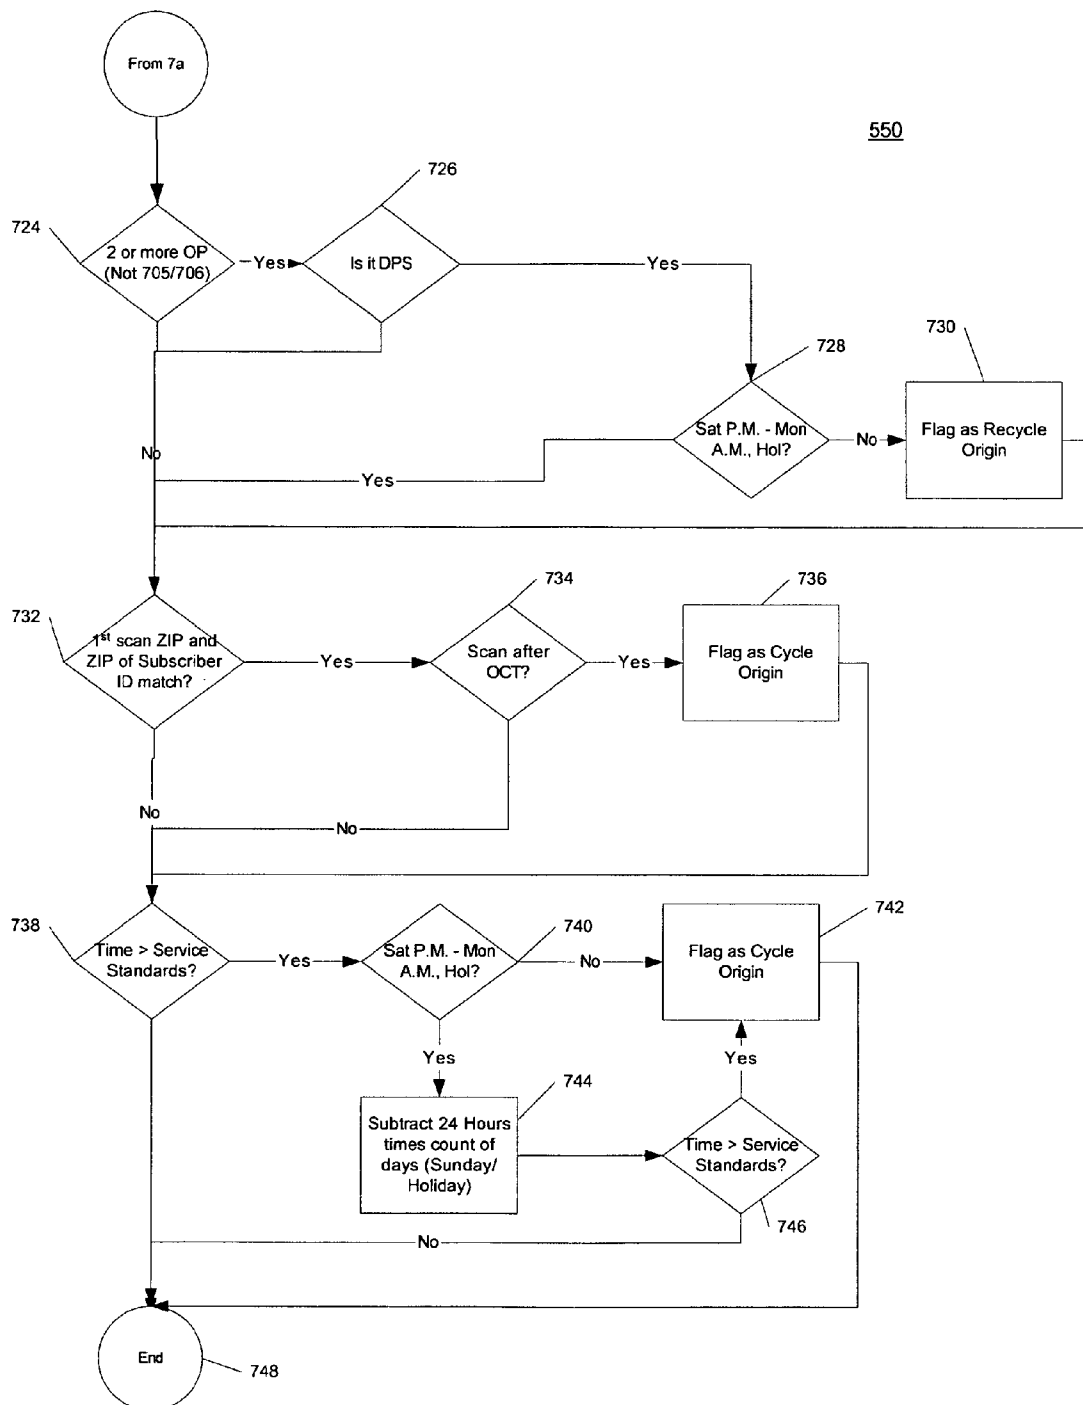 From 7a
550
726
724
2 or more OP
(Not 705/706)
Yes
Is it DPS
Yes
728
730
Sat P.M. - Mon
A.M., Hol?
No
Flag as Recycle
Origin
No
Yes
732
1st scan ZIP and
ZIP of Subscriber
ID match?
Yes
734
Scan after
OCT?
Yes
736
Flag as Cycle
Origin
No
No
738
Time > Service
Standards?
Yes
Sat P.M. - Mon
A.M., Hol?
740
No
742
Flag as Cycle
Origin
Yes
Yes
744
Subtract 24 Hours
times count of
days (Sunday/
Holiday)
Time > Service
Standards?
746
No
End
748